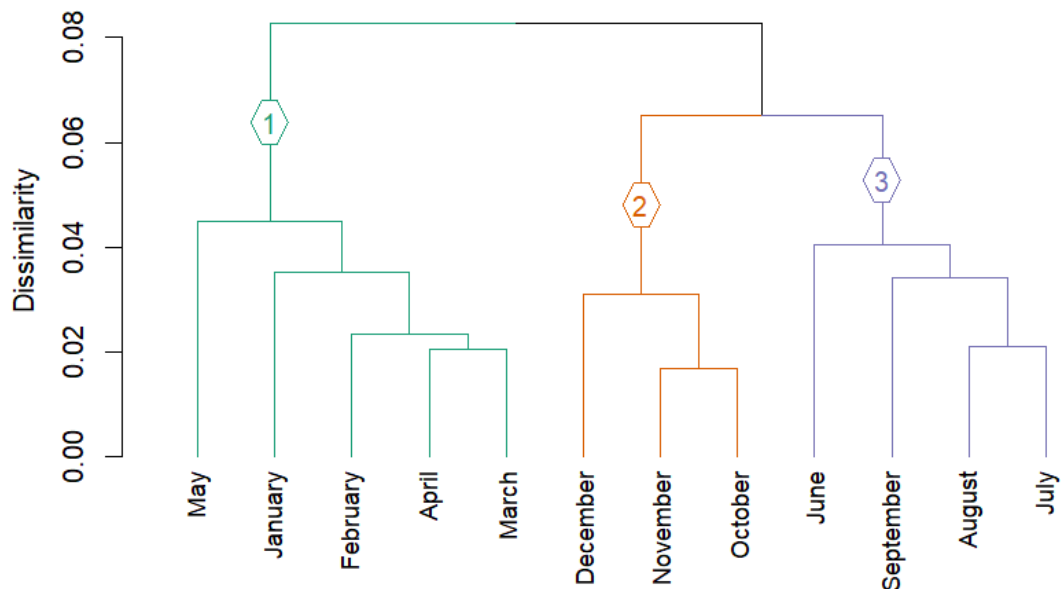 Dissimilarity
0.08
0.06
0.04
0.02
0.00
1
2
3
May
January
February
April
March
December
November
October
June
September
August
July